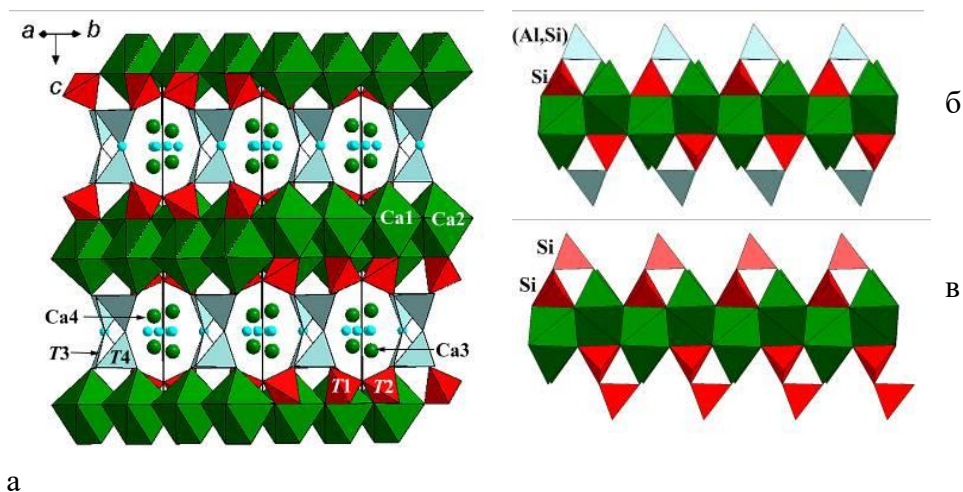 a b
c
Ca1 Ca2
Ca4
Ca3
T3 T4
T1 T2
а
(Al,Si)
Si
б
Si
Si
в